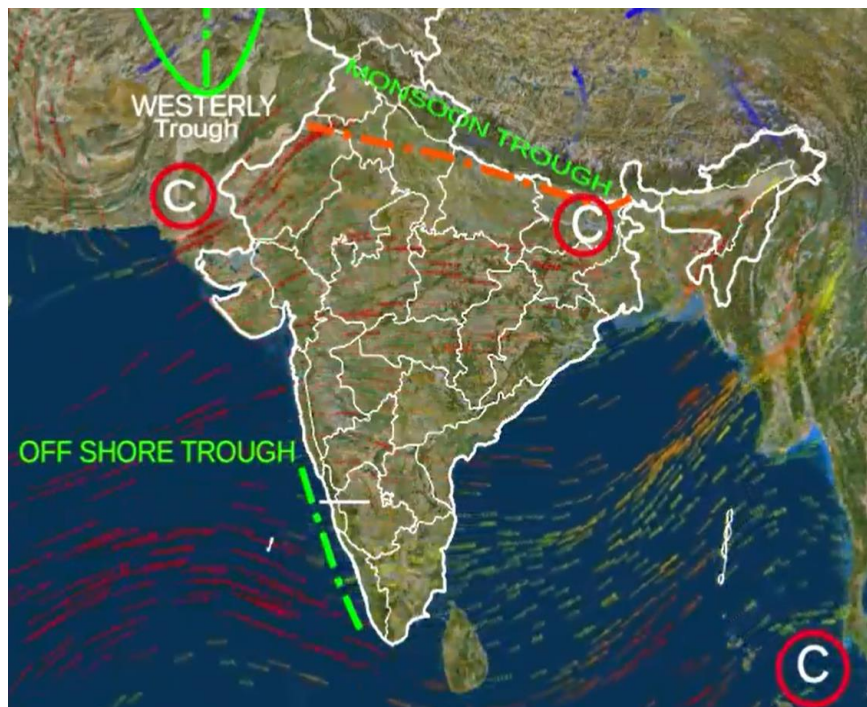 MONSOON TROUGH
WESTERLY
Trough
C
C
OFF SHORE TROUGH
C